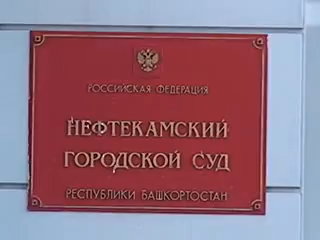 РОССИЙСКАЯ ФЕДЕРАЦИЯ
НЕФТЕКАМСКИЙ
ГОРОДСКОЙ СУД
РЕСПУБЛИКИ БАШКОРТОСТАН